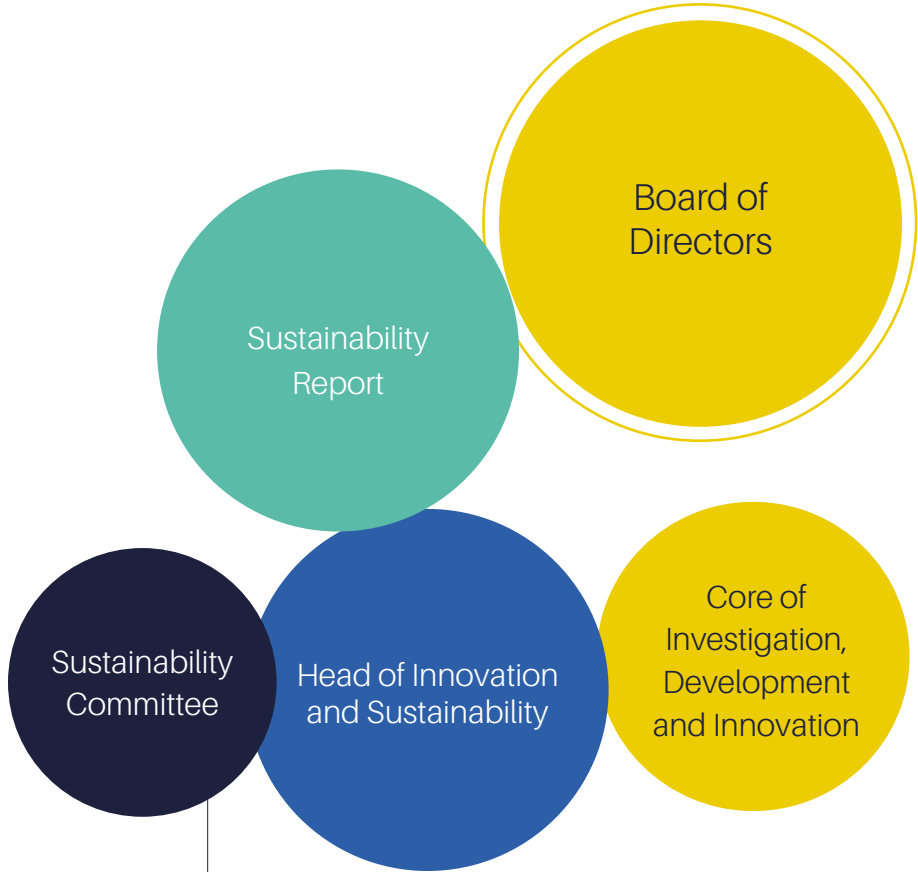 Board of
Directors
Sustainability
Report
Sustainability
Committee
Head of Innovation
and Sustainability
Core of
Investigation,
Development
and Innovation